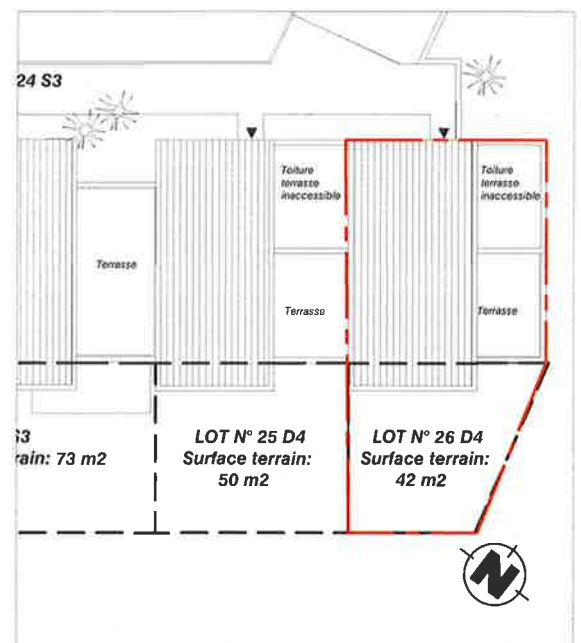 24 S3
Toiture
terrasse
inaccessible
Toiture
terrasse
inaccessible
Terrasse
Terrasse
Terrasse
S3
rain: 73 m2
LOT N° 25 D4
Surface terrain:
50 m2
LOT N° 26 D4
Surface terrain:
42 m2
N